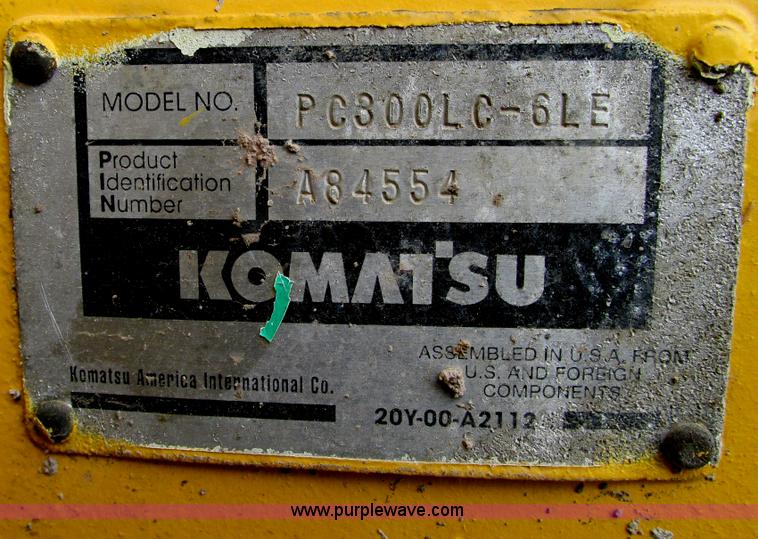 MODEL NO. PC300LC-6LE
Product
Identification
Number
A84554
KOMATSU
ASSEMBLED IN U.S.A. FROM
U.S. AND FOREIGN
COMPONENTS
Komatsu America International Co.
20Y-00-A2112
www.purplewave.com